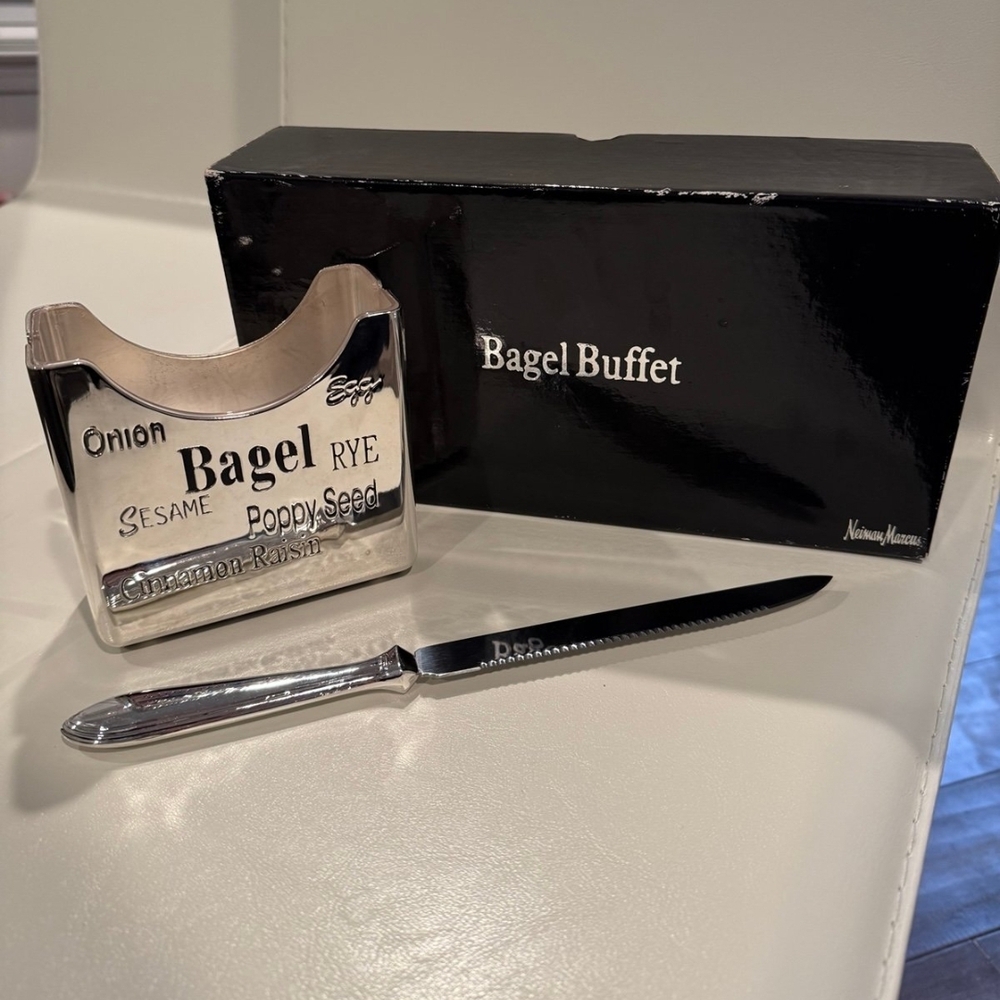 Bagel Buffet
Neiman Marcus
Egg
Onion
Bagel RYE
SESAME
Poppy Seed
Cinnamon Raisin